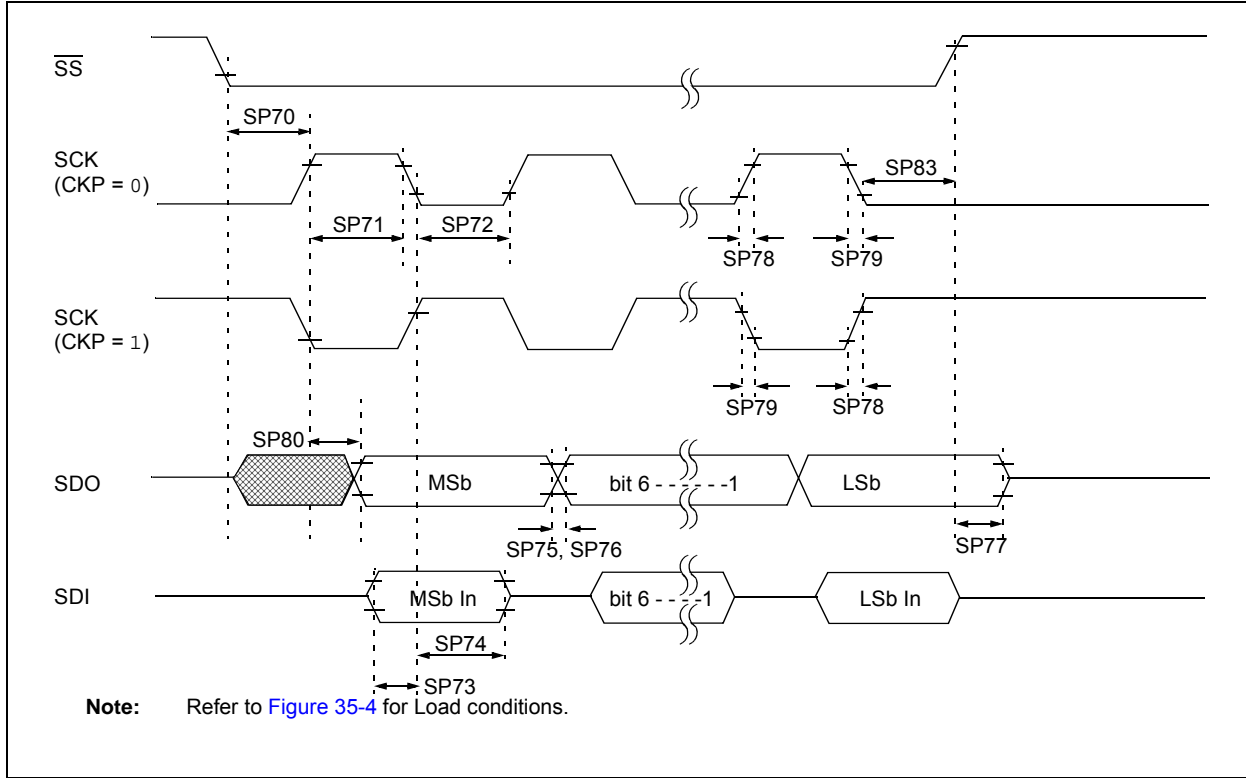 SS
SP70
SCK
(CKP = 0)
SP83
SP71
SP72
SP78
SP79
SCK
(CKP = 1)
SP79
SP78
SP80
SDO
MSb
bit 6 - - - - - -1
LSb
SP75, SP76
SP77
SDI
MSb In
bit 6 - - - -1
LSb In
SP74
SP73
Note: Refer to Figure 35-4 for Load conditions.